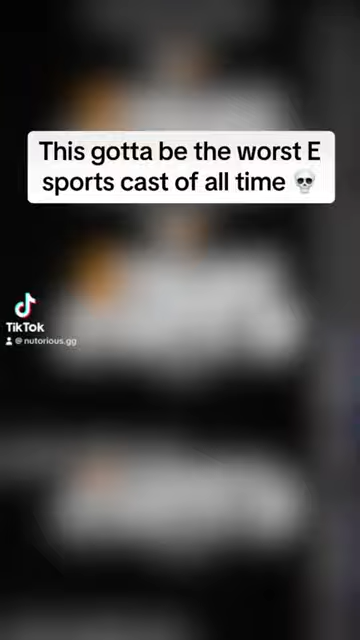 This gotta be the worst E
sports cast of all time 💀
TikTok
@ nutorious.gg